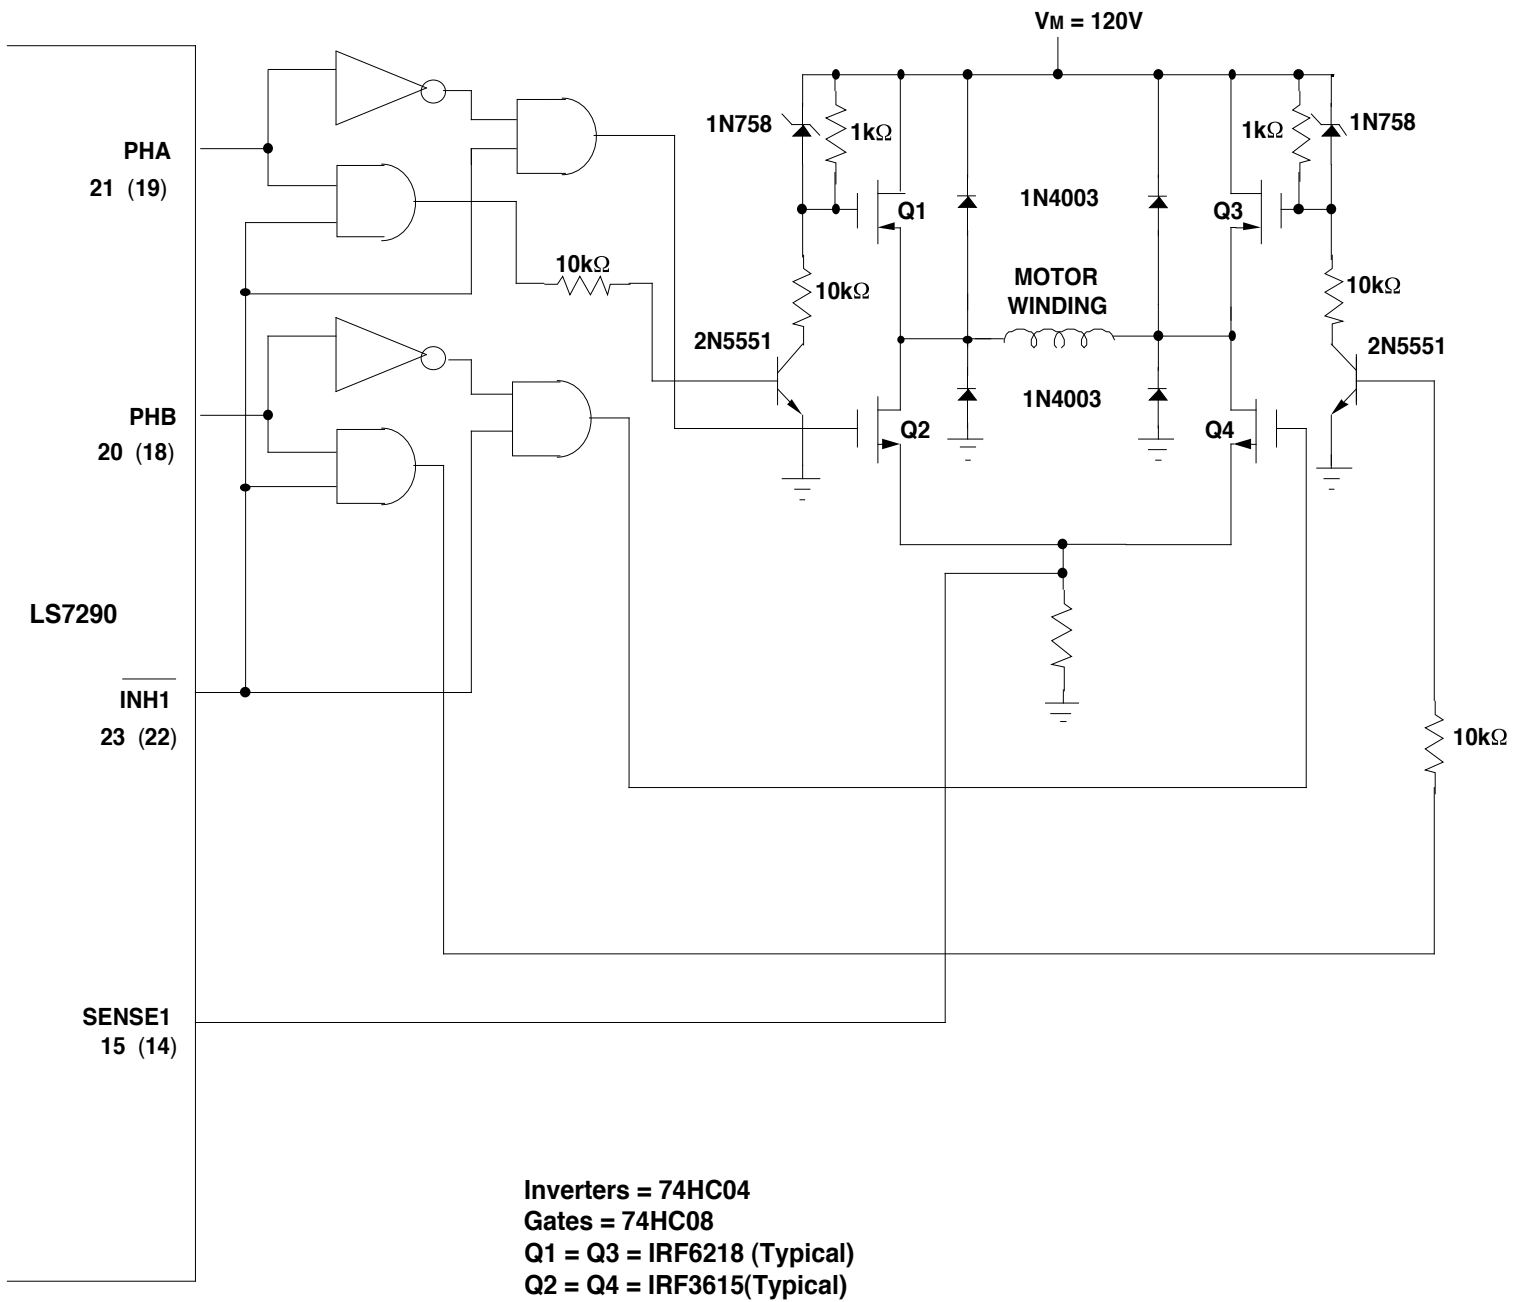 VM = 120V
1N758
1kΩ
1kΩ
1N758
PHA
21 (19)
Q1
1N4003
Q3
10kΩ
10kΩ
MOTOR
WINDING
10kΩ
2N5551
2N5551
PHB
20 (18)
1N4003
Q2
Q4
LS7290
INH1
23 (22)
10kΩ
SENSE1
15 (14)
Inverters = 74HC04
Gates = 74HC08
Q1 = Q3 = IRF6218 (Typical)
Q2 = Q4 = IRF3615(Typical)